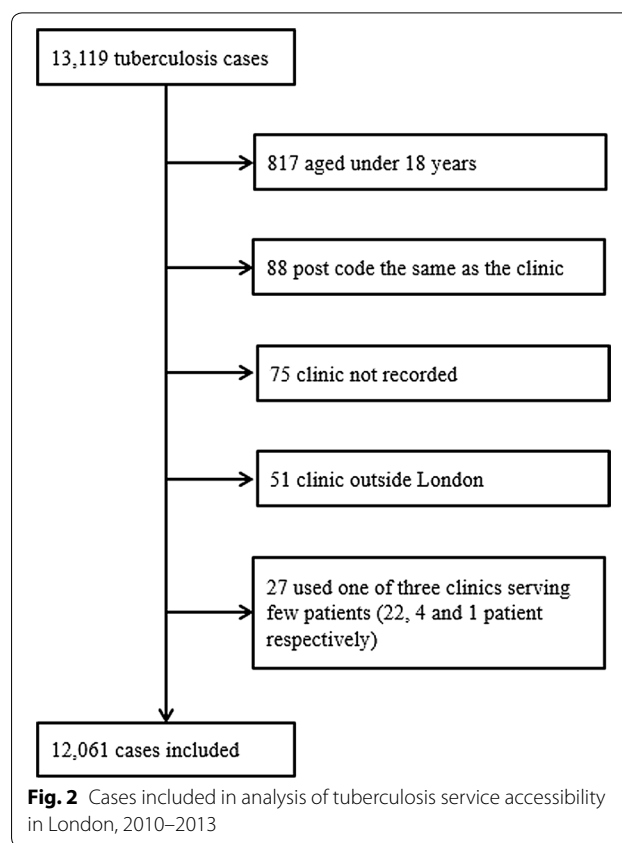 13,119 tuberculosis cases
817 aged under 18 years
88 post code the same as the clinic
75 clinic not recorded
51 clinic outside London
27 used one of three clinics serving
few patients (22, 4 and 1 patient
respectively)
12,061 cases included
Fig. 2 Cases included in analysis of tuberculosis service accessibility
in London, 2010–2013